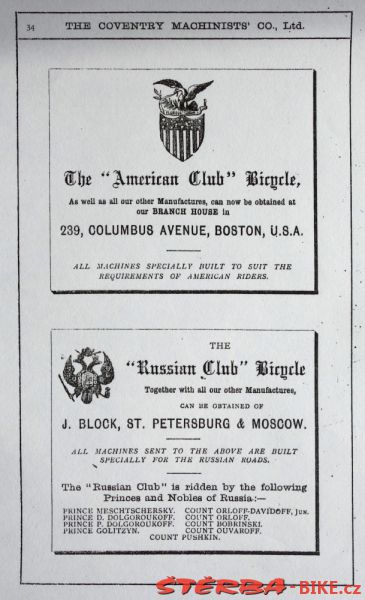 34
THE COVENTRY MACHINISTS' CO., Ltd.
The "American Club" Bicycle,
As well as all our other Manufactures, can now be obtained at
our BRANCH HOUSE in
239, COLUMBUS AVENUE, BOSTON, U.S.A.
ALL MACHINES SPECIALLY BUILT TO SUIT THE
REQUIREMENTS OF AMERICAN RIDERS.
THE
"Russian Club" Bicycle
Together with all our other Manufactures,
CAN BE OBTAINED OF
J. BLOCK, ST. PETERSBURG & MOSCOW.
ALL MACHINES SENT TO THE ABOVE ARE BUILT
SPECIALLY FOR THE RUSSIAN ROADS.
The "Russian Club" is ridden by the following
Princes and Nobles of Russia:—
PRINCE MESCHTSCHERSKY. COUNT ORLOFF-DAVIDOFF, JUN.
PRINCE D. DOLGOROUKOFF. COUNT ORLOFF.
PRINCE P. DOLGOROUKOFF. COUNT BOBRINSKI.
PRINCE GOLITZYN. COUNT OUVAROFF.
COUNT PUSHKIN.
ŠTĚRBA-BIKE.cz